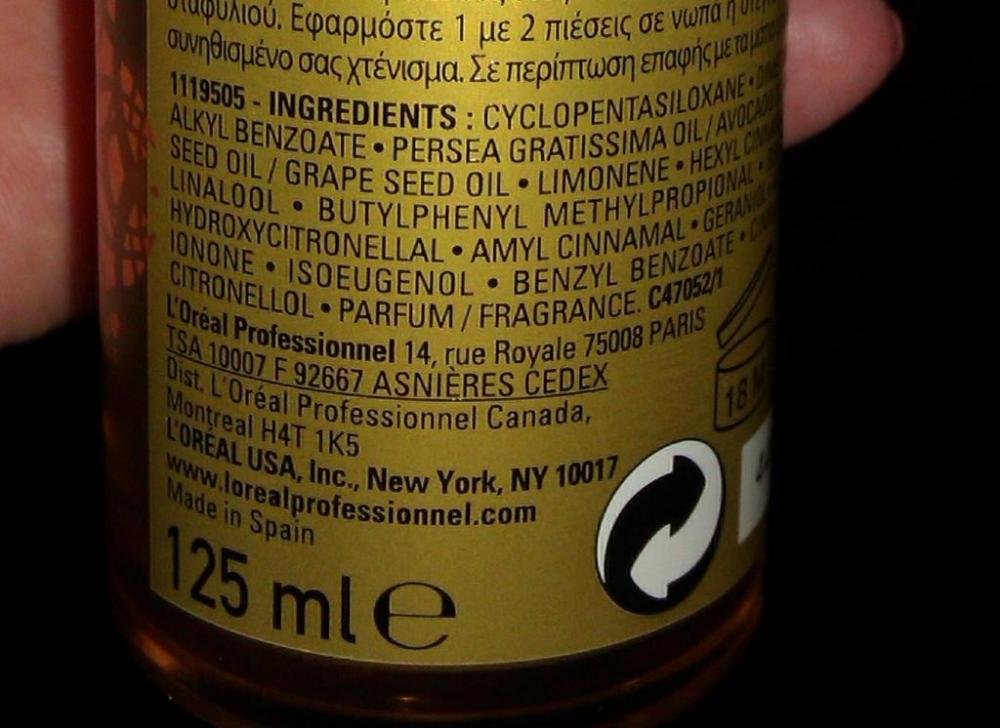 σταφυλιού. Εφαρμόστε 1 με 2 πιέσεις σε νωπά ή
συνηθισμένο σας χτένισμα. Σε περίπτωση επαφής με τα
1119505 - INGREDIENTS : CYCLOPENTASILOXANE •
ALKYL BENZOATE • PERSEA GRATISSIMA OIL / AVOCADO
SEED OIL / GRAPE SEED OIL • LIMONENE • HEXYL
LINALOOL • BUTYLPHENYL METHYLPROPIONAL •
HYDROXYCITRONELLAL • AMYL CINNAMAL • GERANIOL
IONONE • ISOEUGENOL • BENZYL BENZOATE •
CITRONELLOL • PARFUM / FRAGRANCE. C47052/1
L'Oréal Professionnel 14, rue Royale 75008 PARIS
TSA 10007 F 92667 ASNIÈRES CEDEX
Dist. L'Oréal Professionnel Canada,
Montreal H4T 1K5
L'ORÉAL USA, Inc., New York, NY 10017
www.lorealprofessionnel.com
Made in Spain
18 M
125 ml e